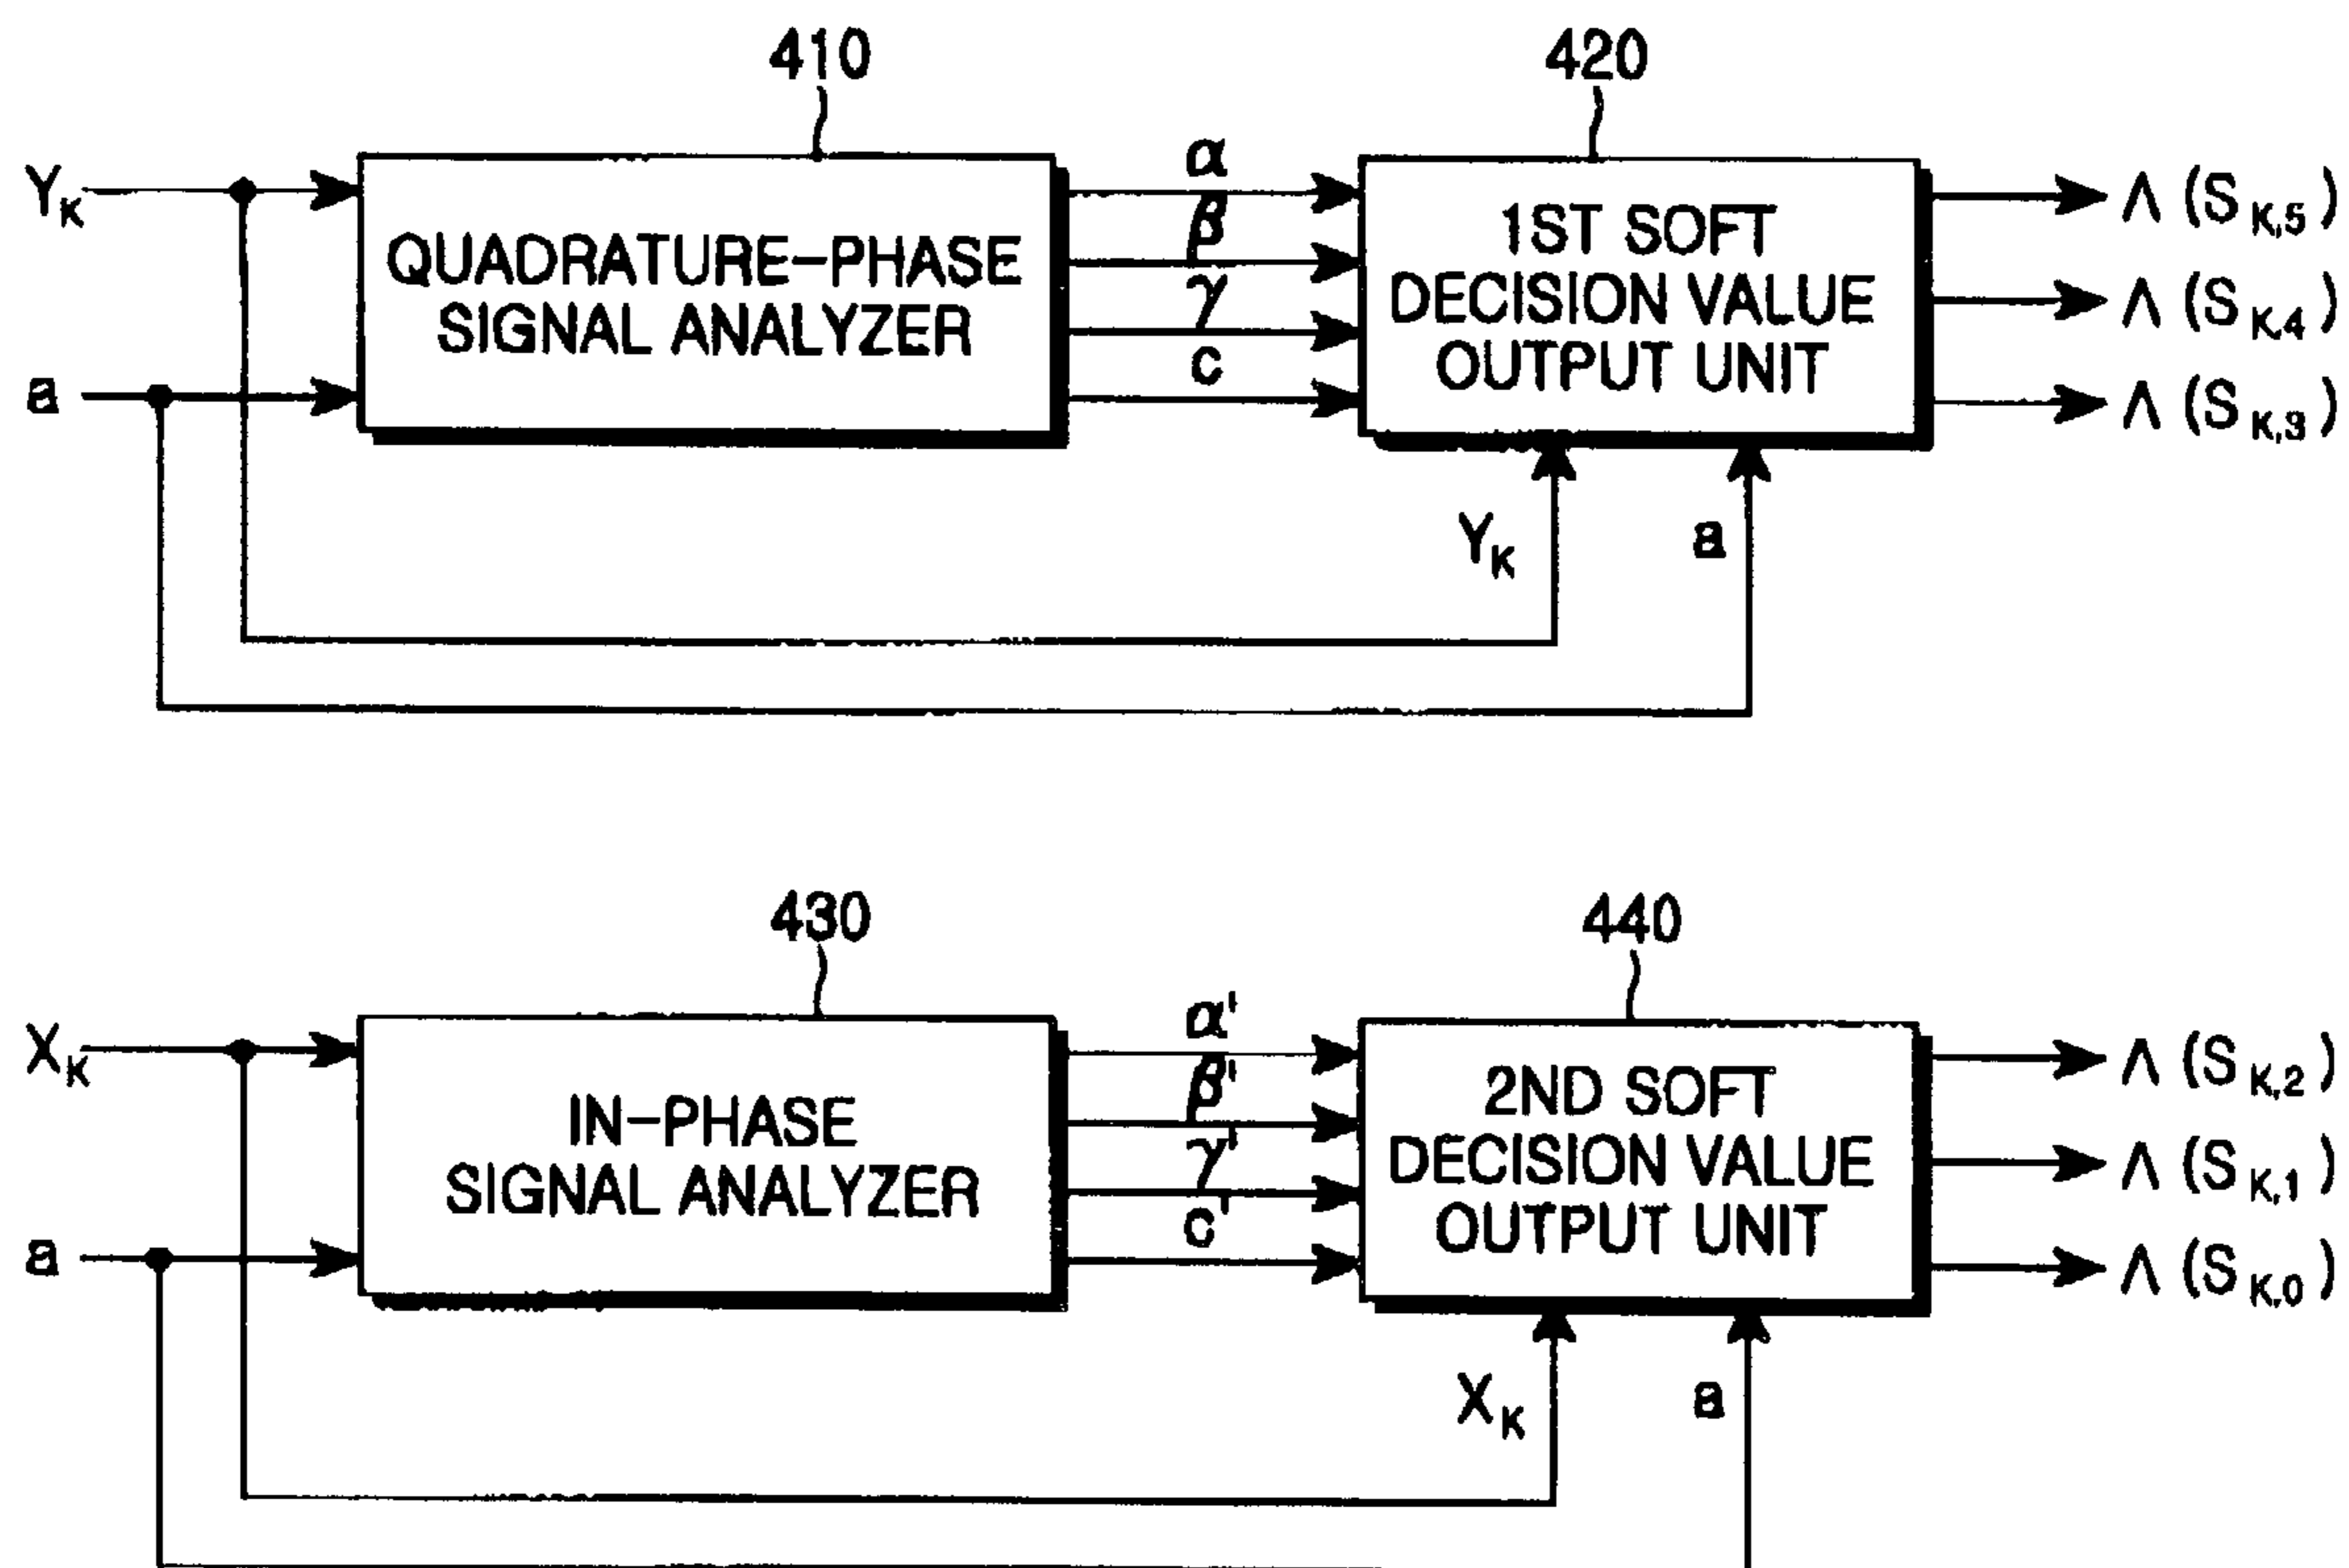 410
420
Y_K
a
QUADRATURE-PHASE
SIGNAL ANALYZER
α
β
γ
c
1ST SOFT
DECISION VALUE
OUTPUT UNIT
Λ (S_K,5)
Λ (S_K,4)
Λ (S_K,3)
Y_K
a
430
440
X_K
a
IN-PHASE
SIGNAL ANALYZER
α'
β'
γ'
c'
2ND SOFT
DECISION VALUE
OUTPUT UNIT
Λ (S_K,2)
Λ (S_K,1)
Λ (S_K,0)
X_K
a